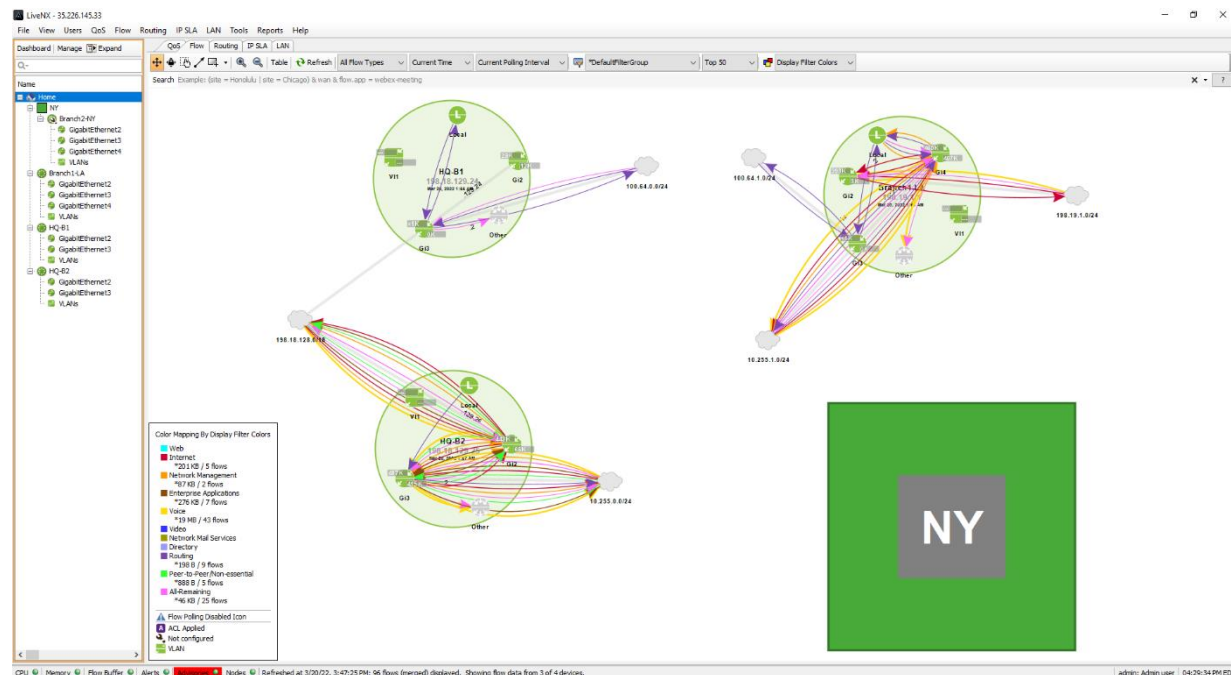 LiveNX - 35.226.145.33
File View Users QoS Flow Routing IP SLA LAN Tools Reports Help
Dashboard | Manage Expand
QoS Flow Routing IP SLA LAN
Table Refresh All Flow Types Current Time Current Polling Interval *DefaultFilterGroup Top 50 Display Filter Colors
Search Example: (site = Honolulu | site = Chicago) & wan & flow.app = webex-meeting
Name
Home
NY
Branch2-NY
GigabitEthernet2
GigabitEthernet3
GigabitEthernet4
VLANs
Branch1-LA
GigabitEthernet2
GigabitEthernet3
GigabitEthernet4
VLANs
HQ-B1
GigabitEthernet2
GigabitEthernet3
VLANs
HQ-B2
GigabitEthernet2
GigabitEthernet3
VLANs
Local
Vl1
HQ-B1
198.18.129.24
Gi2
Gi3
Other
100.64.0.0/24
100.64.1.0/24
Local
Gi4
Gi2
Vl1
Gi3
Other
198.19.1.0/24
10.255.1.0/24
198.18.128.0/18
Local
Vl1
HQ-B2
Gi2
Gi3
Other
10.255.0.0/24
NY
Color Mapping By Display Filter Colors
Web
Internet
*201 KB / 5 flows
Network Management
*87 KB / 2 flows
Enterprise Applications
*276 KB / 7 flows
Voice
*19 MB / 43 flows
Video
Network Mail Services
Directory
Routing
*198 B / 9 flows
Peer-to-Peer/Non-essential
*888 B / 5 flows
All-Remaining
*46 KB / 25 flows
Flow Polling Disabled Icon
ACL Applied
Not configured
VLAN
CPU Memory Flow Buffer Alerts Nodes Refreshed at 3/20/22, 3:47:25 PM; 96 flows (merged) displayed. Showing flow data from 3 of 4 devices.
admin: Admin user 04:29:34 PM ED